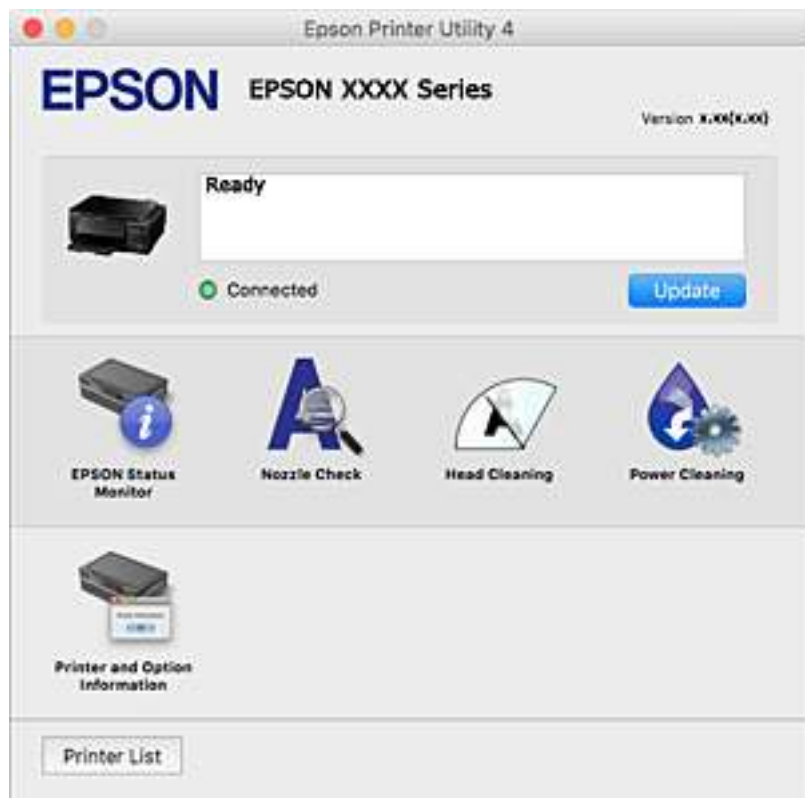 Epson Printer Utility 4
EPSON
EPSON XXXX Series
Version x.xx(x.xx)
Ready
Connected
Update
EPSON Status
Monitor
Nozzle Check
Head Cleaning
Power Cleaning
Printer and Option
Information
Printer List